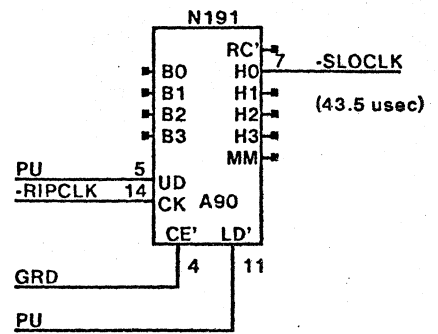 N191
RC'
B0 H0 7 -SLOCLK
B1 H1
(43.5 usec)
B2 H2
B3 H3
MM
PU 5 UD
-RIPCLK 14 CK A90
CE' LD'
4 11
GRD
PU